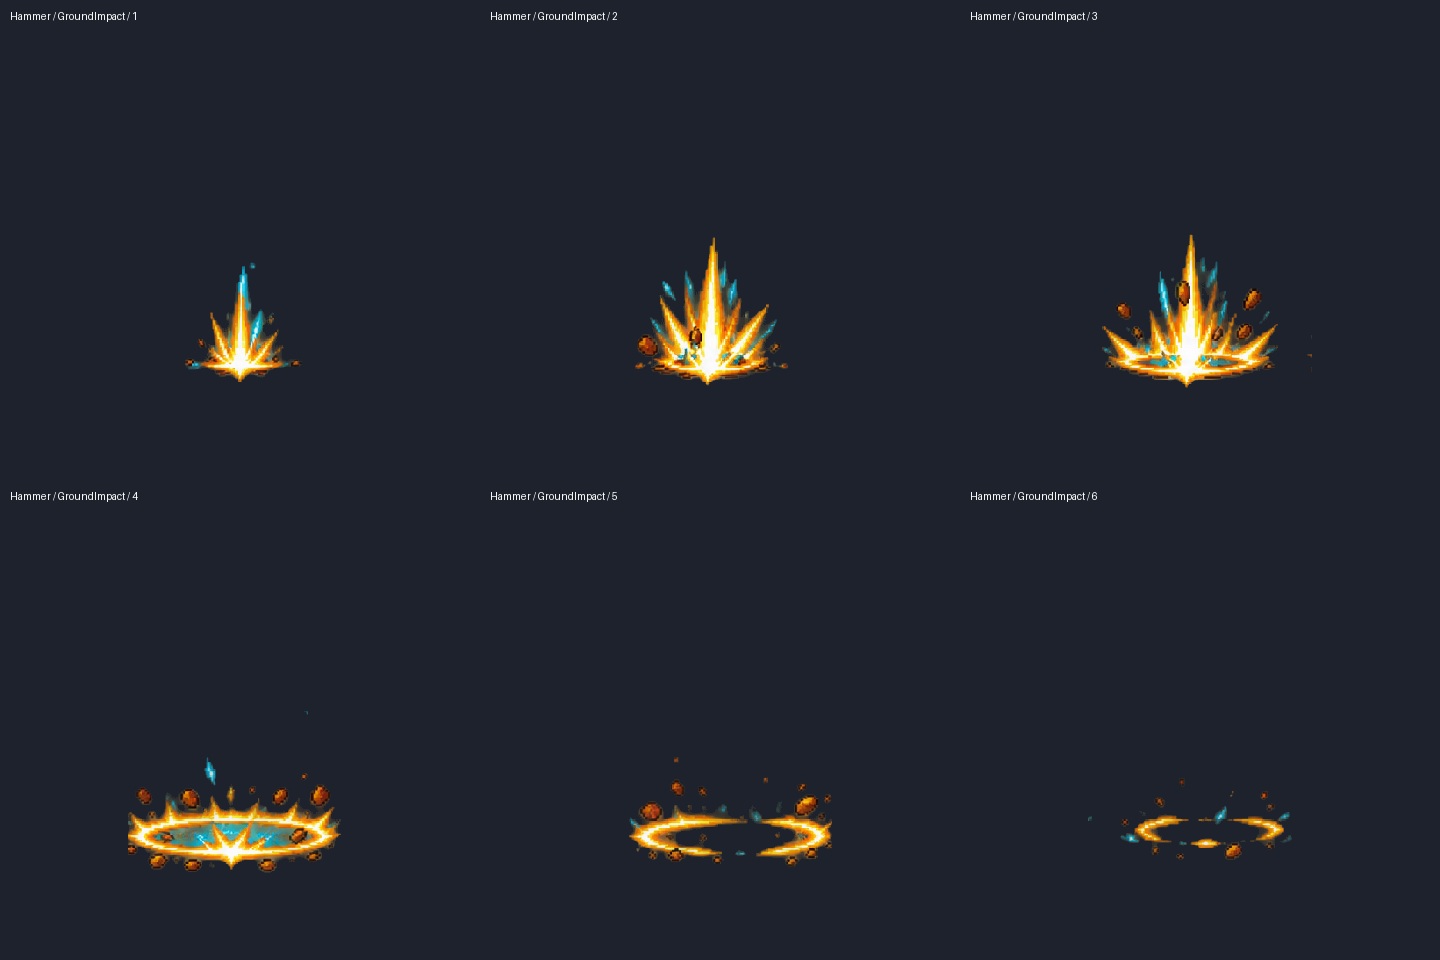 Hammer / GroundImpact / 1
Hammer / GroundImpact / 2
Hammer / GroundImpact / 3
Hammer / GroundImpact / 4
Hammer / GroundImpact / 5
Hammer / GroundImpact / 6